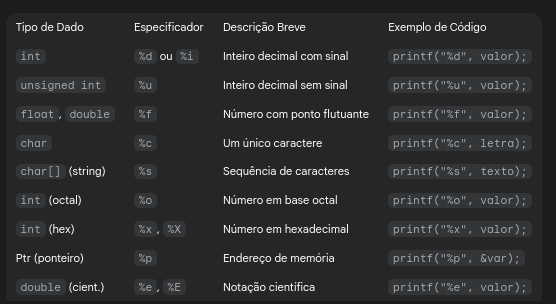 Tipo de Dado Especificador Descrição Breve Exemplo de Código
int %d ou %i Inteiro decimal com sinal printf("%d", valor);
unsigned int %u Inteiro decimal sem sinal printf("%u", valor);
float, double %f Número com ponto flutuante printf("%f", valor);
char %c Um único caractere printf("%c", letra);
char[] (string) %s Sequência de caracteres printf("%s", texto);
int (octal) %o Número em base octal printf("%o", valor);
int (hex) %x, %X Número em hexadecimal printf("%x", valor);
Ptr (ponteiro) %p Endereço de memória printf("%p", &var);
double (cient.) %e, %E Notação científica printf("%e", valor);